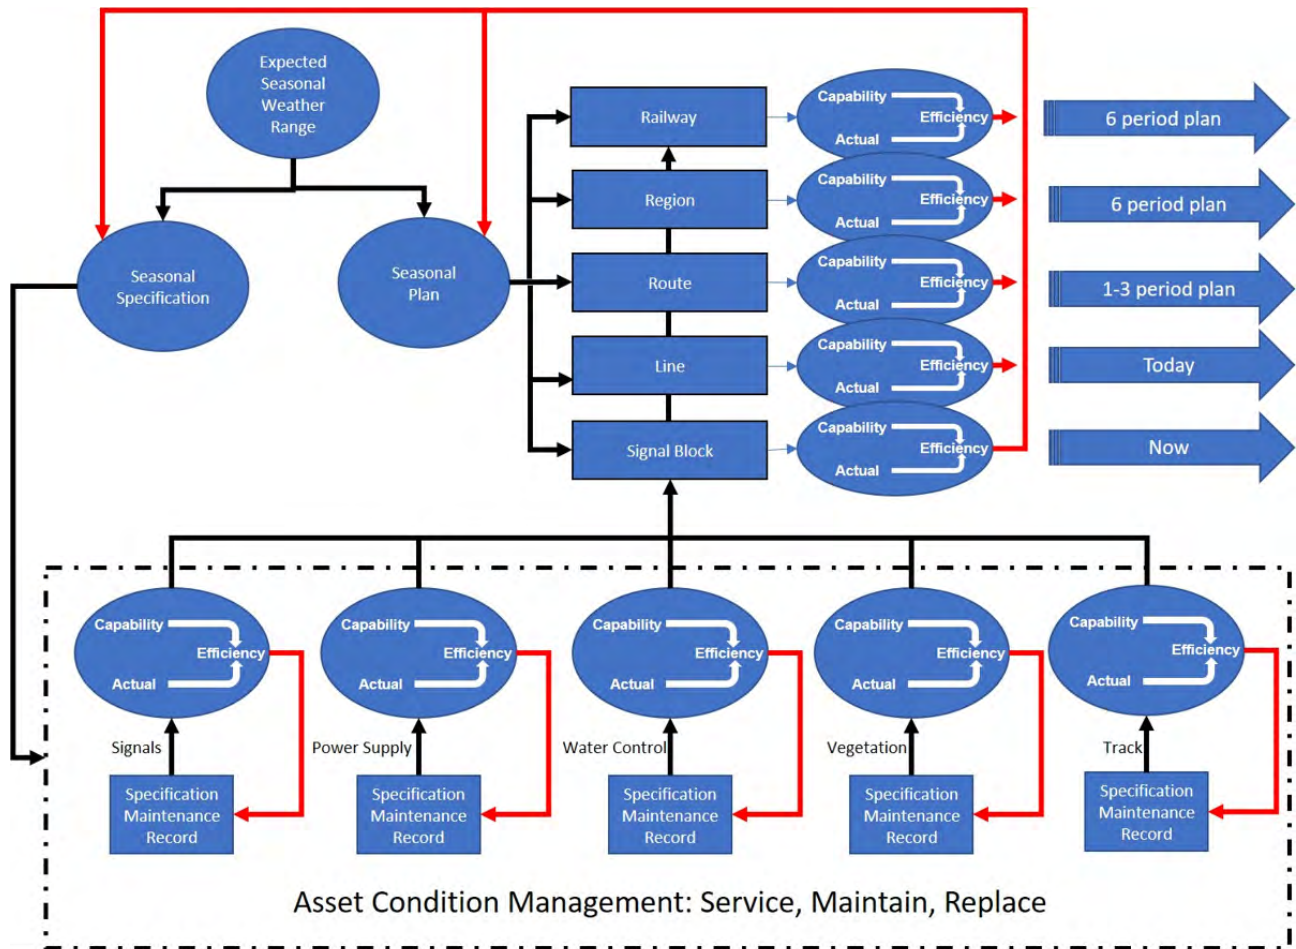 Expected
Seasonal
Weather
Range
Seasonal
Specification
Seasonal
Plan
Railway
Capability
Efficiency
Actual
6 period plan
Region
Capability
Efficiency
Actual
6 period plan
Route
Capability
Efficiency
Actual
1-3 period plan
Line
Capability
Efficiency
Actual
Today
Signal Block
Capability
Efficiency
Actual
Now
Capability
Efficiency
Actual
Signals
Specification
Maintenance
Record
Capability
Efficiency
Actual
Power Supply
Specification
Maintenance
Record
Capability
Efficiency
Actual
Water Control
Specification
Maintenance
Record
Capability
Efficiency
Actual
Vegetation
Specification
Maintenance
Record
Capability
Efficiency
Actual
Track
Specification
Maintenance
Record
Asset Condition Management: Service, Maintain, Replace